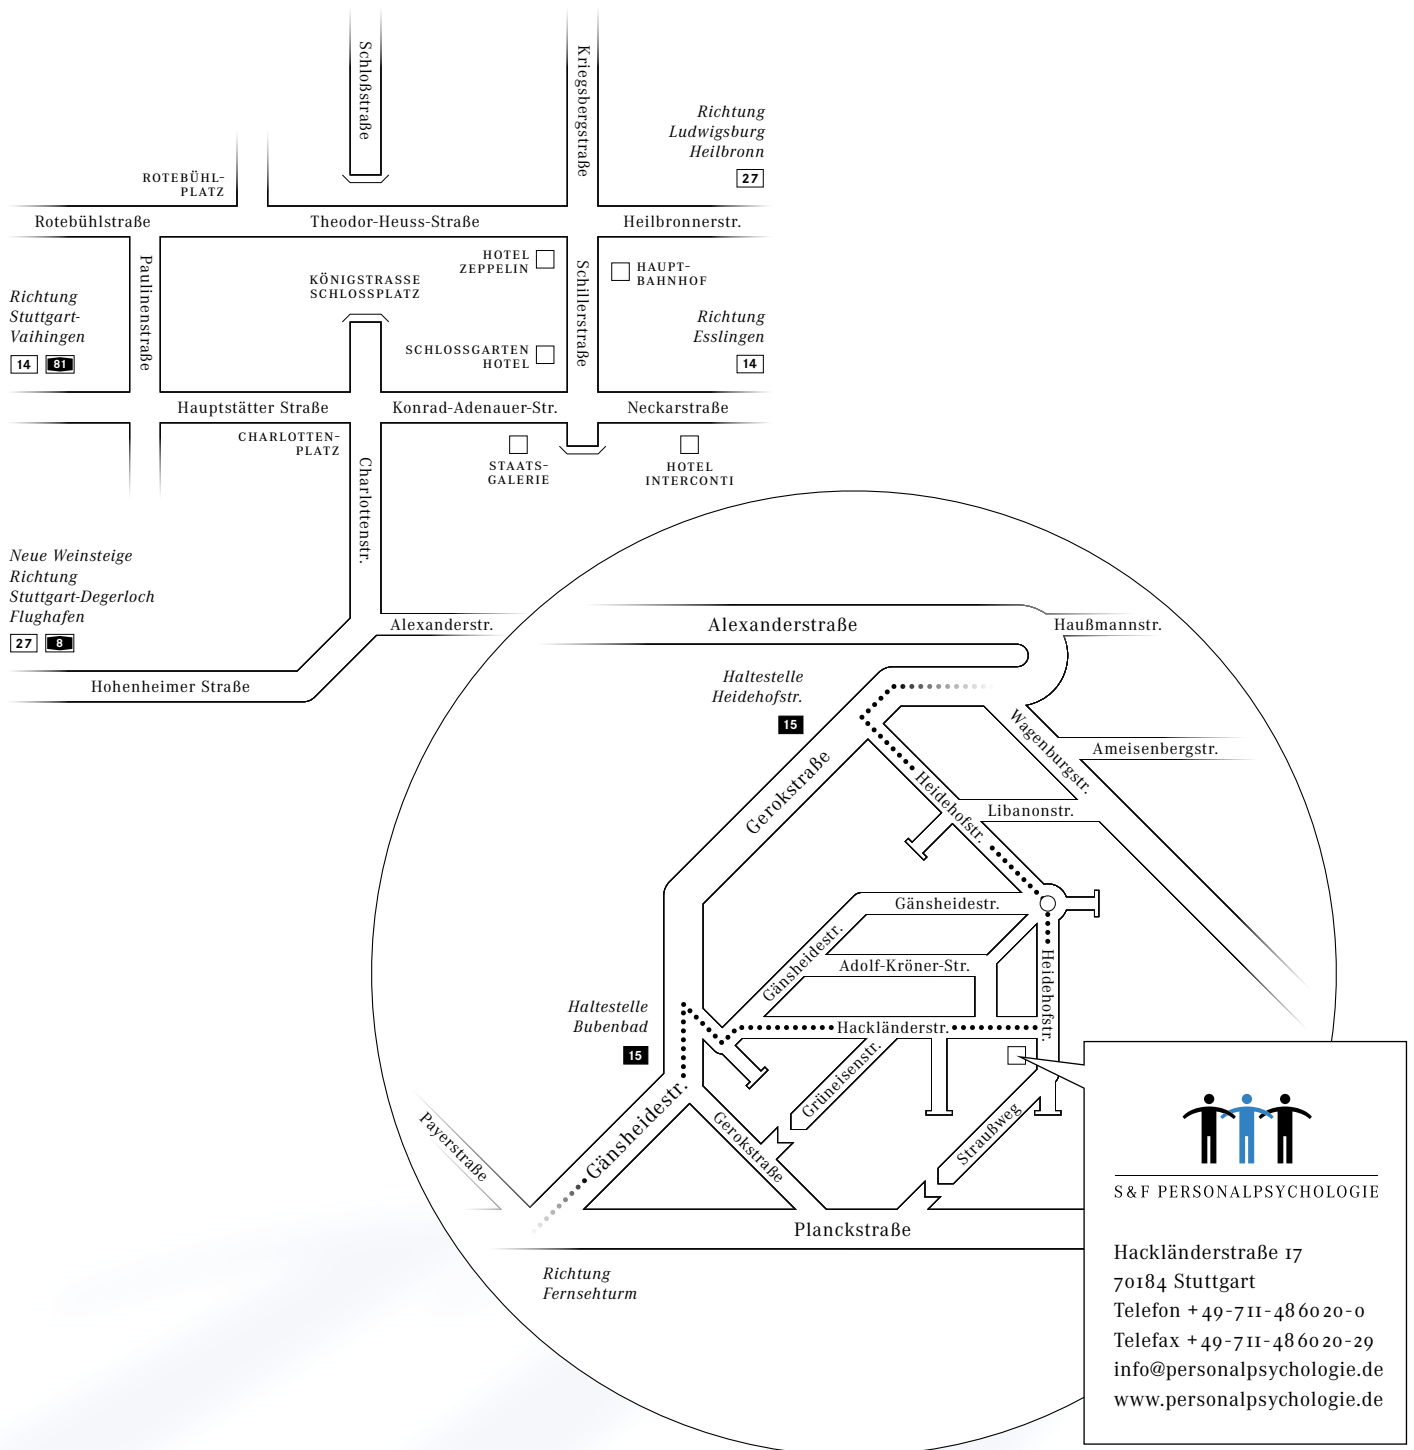 Schloßstraße
Kriegsbergstraße
Richtung
Ludwigsburg
Heilbronn
27
ROTEBÜHL-
PLATZ
Rotebühlstraße
Theodor-Heuss-Straße
Heilbronnerstr.
Paulinenstraße
HOTEL
ZEPPELIN
Schillerstraße
HAUPT-
BAHNHOF
KÖNIGSTRASSE
SCHLOSSPLATZ
Richtung
Stuttgart-
Vaihingen
14 81
Richtung
Esslingen
14
SCHLOSSGARTEN
HOTEL
Hauptstätter Straße
Konrad-Adenauer-Str.
Neckarstraße
CHARLOTTEN-
PLATZ
Charlottenstr.
STAATS-
GALERIE
HOTEL
INTERCONTI
Neue Weinsteige
Richtung
Stuttgart-Degerloch
Flughafen
27 8
Alexanderstr.
Alexanderstraße
Haußmannstr.
Hohenheimer Straße
Haltestelle
Heidehofstr.
15
Wagenburgstr.
Ameisenbergstr.
Gerokstraße
Heidehofstr.
Libanonstr.
Gänsheidestr.
Gänsheidestr.
Adolf-Kröner-Str.
Heidehofstr.
Haltestelle
Bubenbad
15
Hackländerstr.
Grüneisenstr.
Straußweg
Gänsheidestr.
Gerokstraße
Payerstraße
Planckstraße
Richtung
Fernsehturm
S&F PERSONALPSYCHOLOGIE
Hackländerstraße 17
70184 Stuttgart
Telefon +49-711-486020-0
Telefax +49-711-486020-29
info@personalpsychologie.de
www.personalpsychologie.de